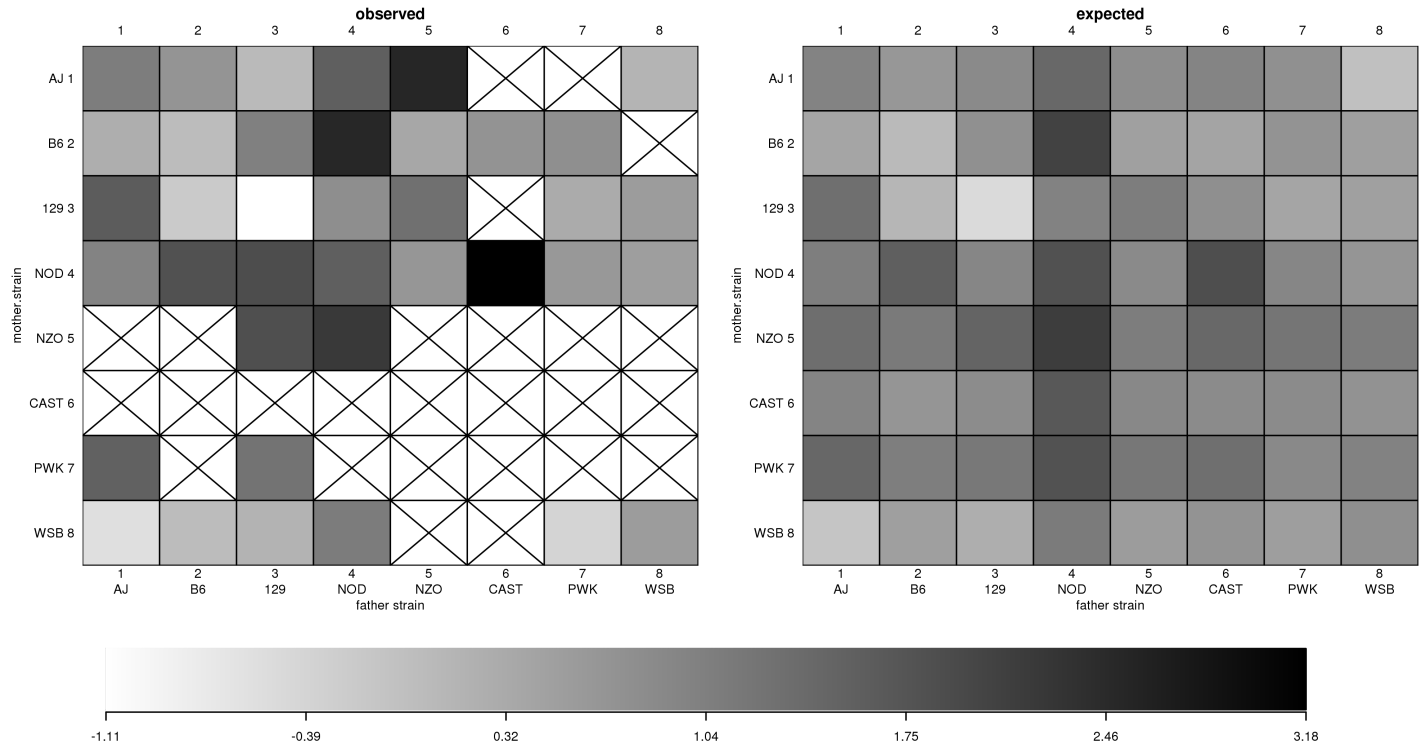 observed expected
1 2 3 4 5 6 7 8 1 2 3 4 5 6 7 8
AJ 1 AJ 1
B6 2 B6 2
129 3 129 3
NOD 4 NOD 4
mother.strain mother.strain
NZO 5 NZO 5
CAST 6 CAST 6
PWK 7 PWK 7
WSB 8 WSB 8
1 2 3 4 5 6 7 8 1 2 3 4 5 6 7 8
AJ B6 129 NOD NZO CAST PWK WSB AJ B6 129 NOD NZO CAST PWK WSB
father strain father strain
-1.11 -0.39 0.32 1.04 1.75 2.46 3.18